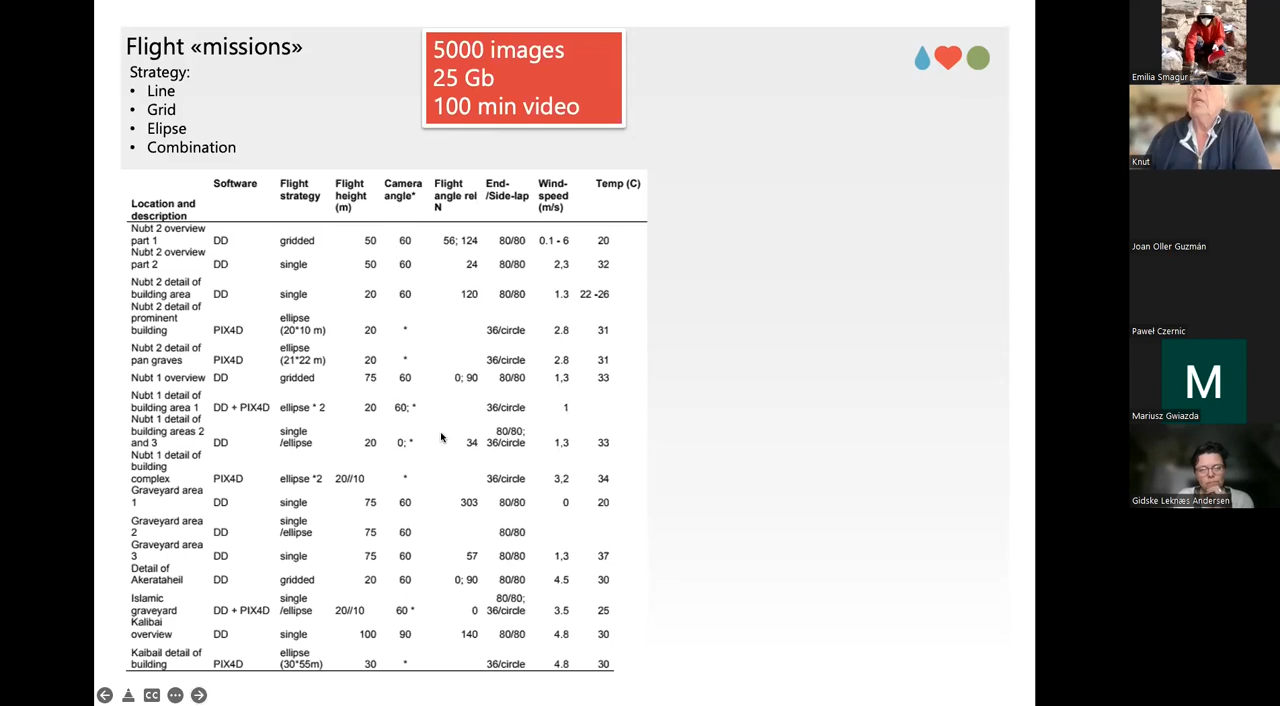 Flight «missions»
Strategy:
• Line
• Grid
• Elipse
• Combination
5000 images
25 Gb
100 min video
Location and description Software Flight strategy Flight height (m) Camera angle* Flight angle rel N End-/Side-lap Wind-speed (m/s) Temp (C)
Nubt 2 overview part 1 DD gridded 50 60 56; 124 80/80 0.1 - 6 20
Nubt 2 overview part 2 DD single 50 60 24 80/80 2,3 32
Nubt 2 detail of building area DD single 20 60 120 80/80 1.3 22 -26
Nubt 2 detail of prominent building PIX4D ellipse (20*10 m) 20 * 36/circle 2.8 31
Nubt 2 detail of pan graves PIX4D ellipse (21*22 m) 20 * 36/circle 2.8 31
Nubt 1 overview DD gridded 75 60 0; 90 80/80 1,3 33
Nubt 1 detail of building area 1 DD + PIX4D ellipse * 2 20 60; * 36/circle 1
Nubt 1 detail of building areas 2 and 3 DD single /ellipse 20 0; * 34 80/80; 36/circle 1,3 33
Nubt 1 detail of building complex PIX4D ellipse *2 20//10 * 36/circle 3,2 34
Graveyard area 1 DD single 75 60 303 80/80 0 20
Graveyard area 2 DD single /ellipse 75 60 80/80
Graveyard area 3 DD single 75 60 57 80/80 1,3 37
Detail of Akerataheil DD gridded 20 60 0; 90 80/80 4.5 30
Islamic graveyard DD + PIX4D single /ellipse 20//10 60 * 0 80/80; 36/circle 3.5 25
Kalibai overview DD single 100 90 140 80/80 4.8 30
Kaibail detail of building PIX4D ellipse (30*55m) 30 * 36/circle 4.8 30
CC
Emilia Smagur
Knut
Joan Oller Guzmán
Paweł Czernic
M
Mariusz Gwiazda
Gidske Leknæs Andersen